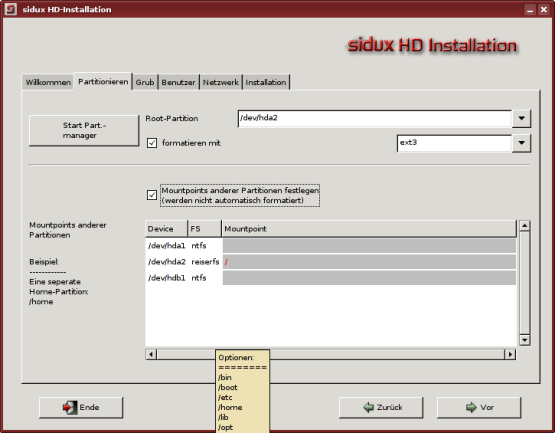 sidux HD-Installation
sidux HD Installation
Willkommen Partitionieren Grub Benutzer Netzwerk Installation
Start Part.-
manager
Root-Partition
/dev/hda2
formatieren mit
ext3
Mountpoints anderer Partitionen festlegen
(werden nicht automatisch formatiert)
Mountpoints anderer
Partitionen
Beispiel:
------------
Eine seperate
Home-Partition:
/home
Device FS Mountpoint
/dev/hda1 ntfs
/dev/hda2 reiserfs /
/dev/hdb1 ntfs
Optionen:
========
/bin
/boot
/etc
/home
/lib
/opt
Ende
Zurück
Vor